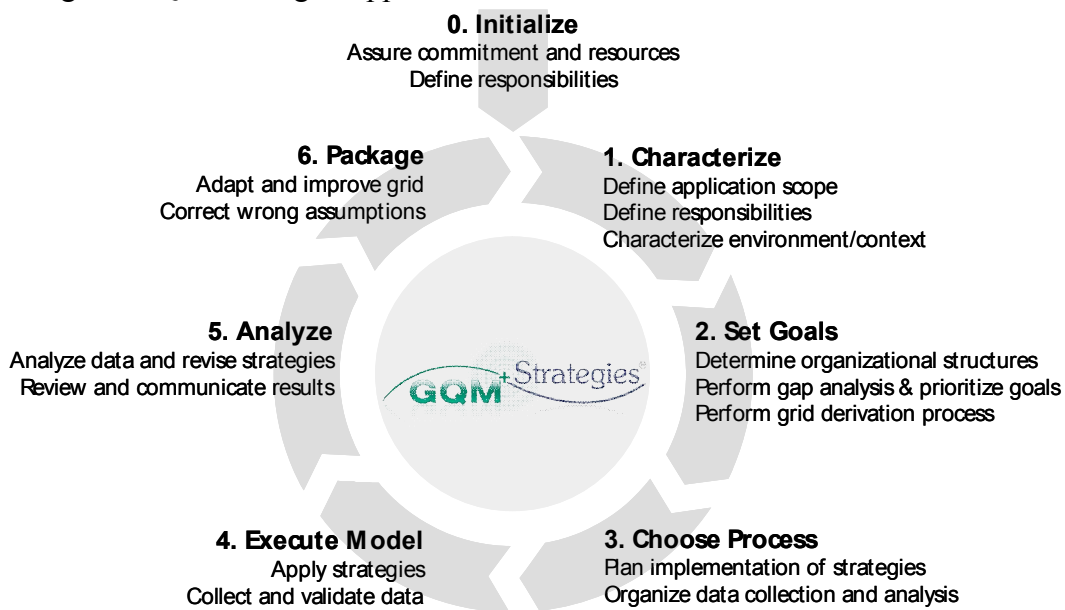 0. Initialize
Assure commitment and resources
Define responsibilities
1. Characterize
Define application scope
Define responsibilities
Characterize environment/context
2. Set Goals
Determine organizational structures
Perform gap analysis & prioritize goals
Perform grid derivation process
3. Choose Process
Plan implementation of strategies
Organize data collection and analysis
4. Execute Model
Apply strategies
Collect and validate data
5. Analyze
Analyze data and revise strategies
Review and communicate results
6. Package
Adapt and improve grid
Correct wrong assumptions
GQM+Strategies®